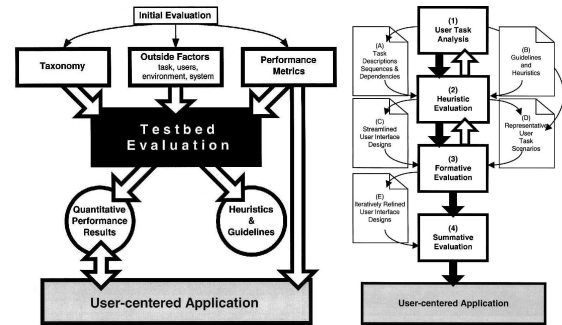 Initial Evaluation
Taxonomy
Outside Factors
task, users,
environment, system
Performance
Metrics
Testbed
Evaluation
Quantitative
Performance
Results
Heuristics
&
Guidelines
User-centered Application
(1)
User Task
Analysis
(A)
Task
Descriptions
Sequences &
Dependencies
(B)
Guidelines
and
Heuristics
(2)
Heuristic
Evaluation
(C)
Streamlined
User Interface
Designs
(D)
Representative
User
Task
Scenarios
(3)
Formative
Evaluation
(E)
Iteratively Refined
User Interface
Designs
(4)
Summative
Evaluation
User-centered Application